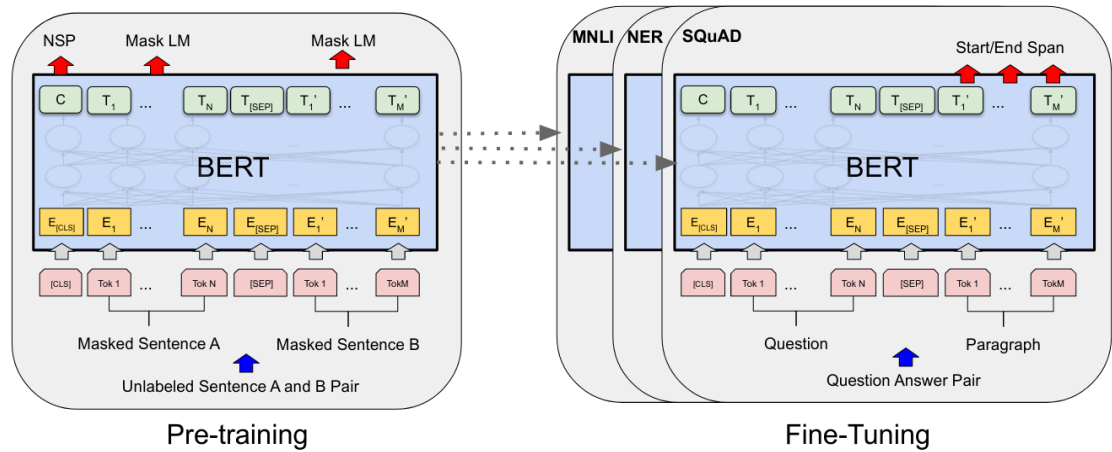 NSP Mask LM Mask LM
C T1 ... TN T[SEP] T1' ... TM'
...
BERT
...
E[CLS] E1 ... EN E[SEP] E1' ... EM'
[CLS] Tok 1 ... Tok N [SEP] Tok 1 ... TokM
Masked Sentence A Masked Sentence B
Unlabeled Sentence A and B Pair
Pre-training
MNLI NER SQuAD
Start/End Span
C T1 ... TN T[SEP] T1' ... TM'
...
BERT
...
E[CLS] E1 ... EN E[SEP] E1' ... EM'
[CLS] Tok 1 ... Tok N [SEP] Tok 1 ... TokM
Question Paragraph
Question Answer Pair
Fine-Tuning